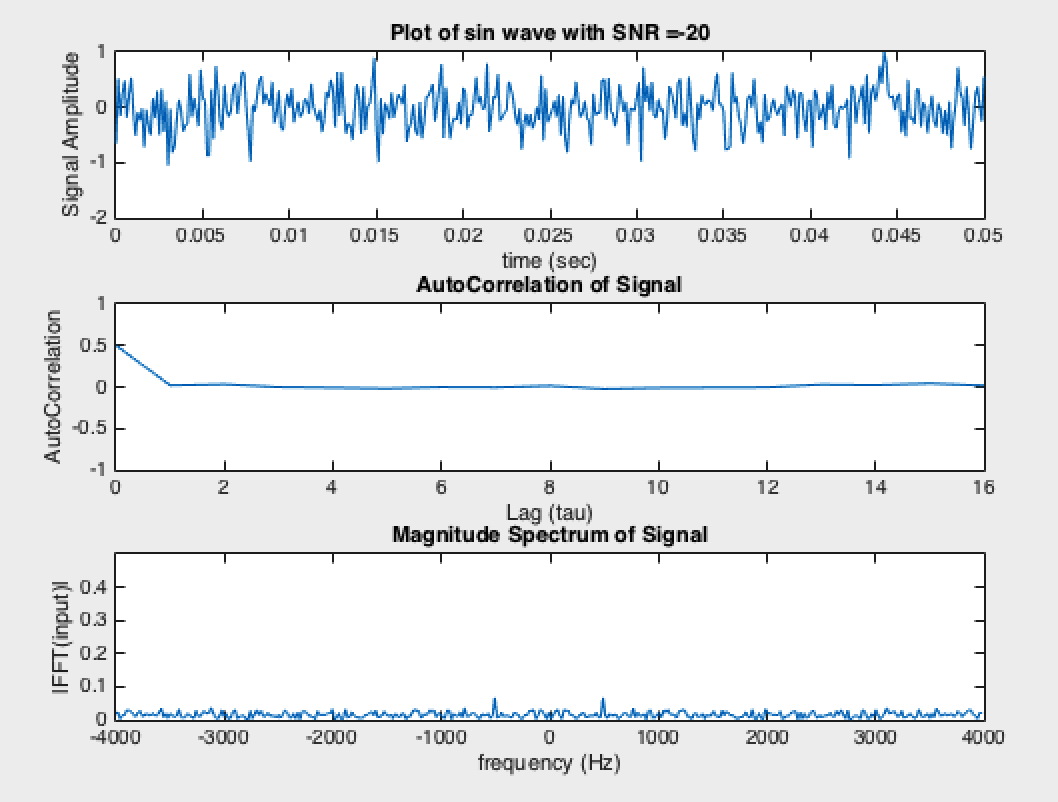 Plot of sin wave with SNR =-20
Signal Amplitude
1
0
-1
-2
0 0.005 0.01 0.015 0.02 0.025 0.03 0.035 0.04 0.045 0.05
time (sec)
AutoCorrelation of Signal
AutoCorrelation
1
0.5
0
-0.5
-1
0 2 4 6 8 10 12 14 16
Lag (tau)
Magnitude Spectrum of Signal
|FFT(input)|
0.4
0.3
0.2
0.1
0
-4000 -3000 -2000 -1000 0 1000 2000 3000 4000
frequency (Hz)